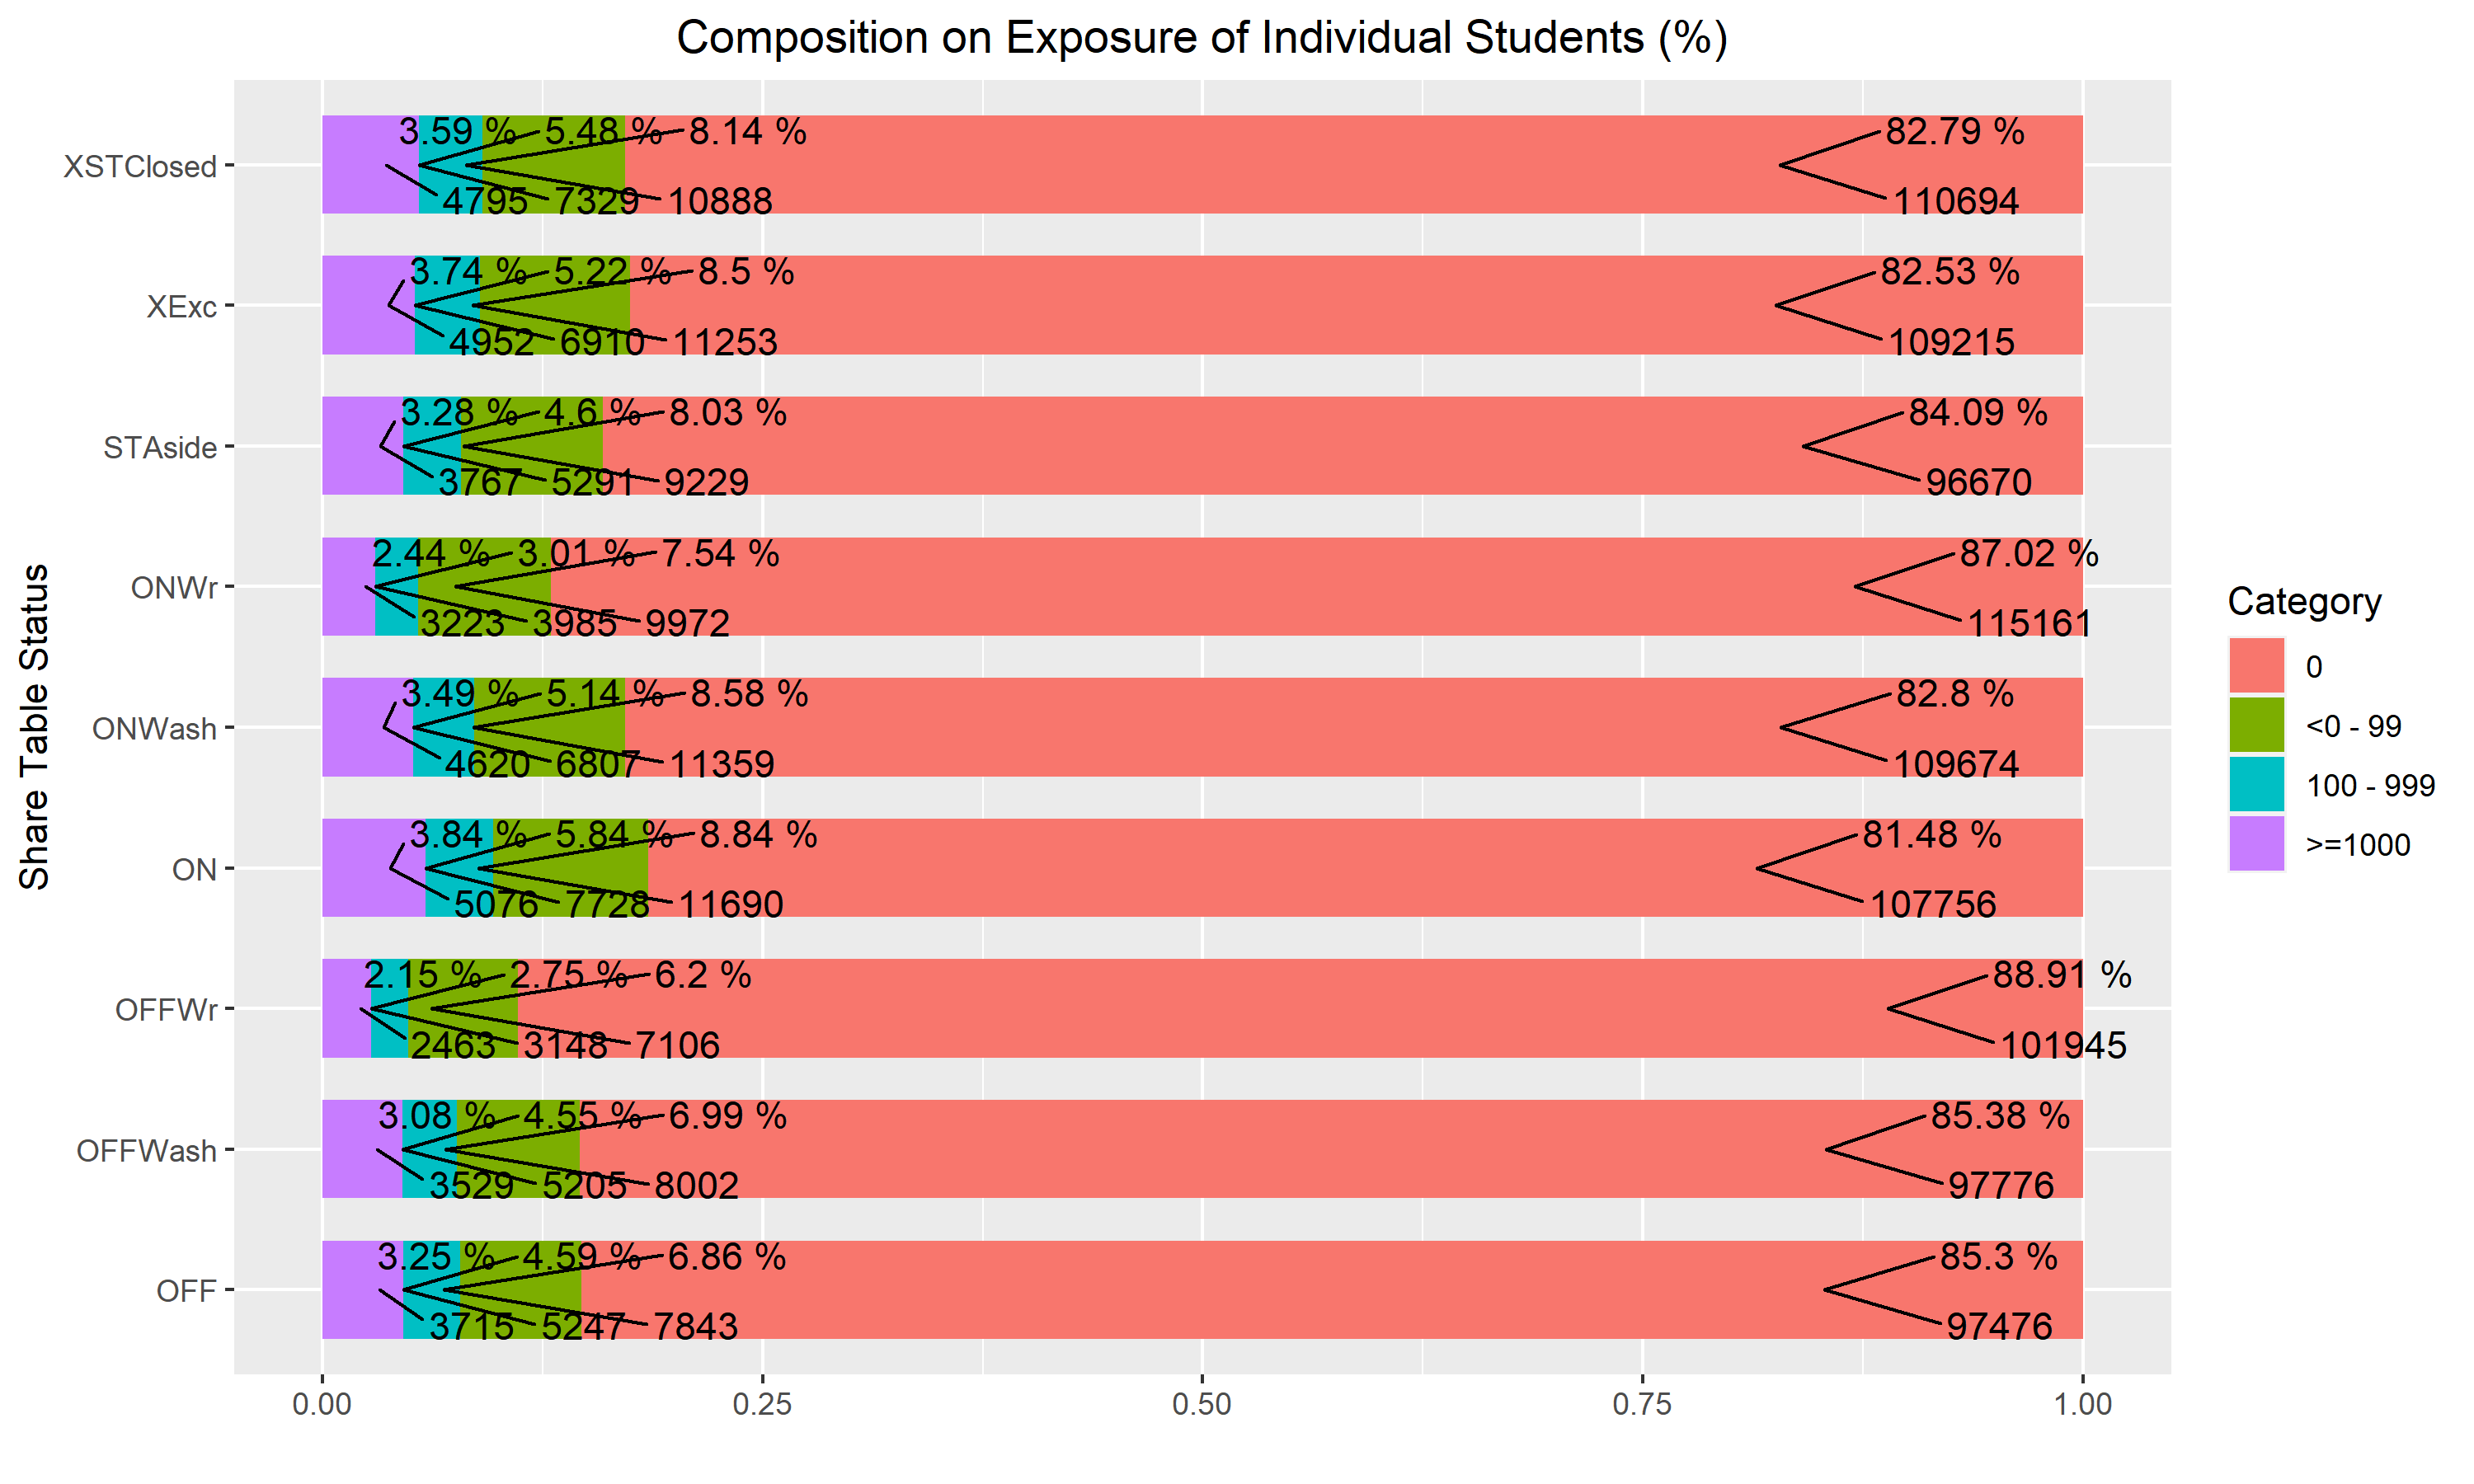 Composition on Exposure of Individual Students (%)
Share Table Status
XSTClosed
3.59 % 5.48 % 8.14 % 82.79 %
4795 7329 10888 110694
XExc
3.74 % 5.22 % 8.5 % 82.53 %
4952 6910 11253 109215
STAside
3.28 % 4.6 % 8.03 % 84.09 %
3767 5291 9229 96670
ONWr
2.44 % 3.01 % 7.54 % 87.02 %
3223 3985 9972 115161
ONWash
3.49 % 5.14 % 8.58 % 82.8 %
4620 6807 11359 109674
ON
3.84 % 5.84 % 8.84 % 81.48 %
5076 7728 11690 107756
OFFWr
2.15 % 2.75 % 6.2 % 88.91 %
2463 3148 7106 101945
OFFWash
3.08 % 4.55 % 6.99 % 85.38 %
3529 5205 8002 97776
OFF
3.25 % 4.59 % 6.86 % 85.3 %
3715 5247 7843 97476
0.00 0.25 0.50 0.75 1.00
Category
0
<0 - 99
100 - 999
>=1000